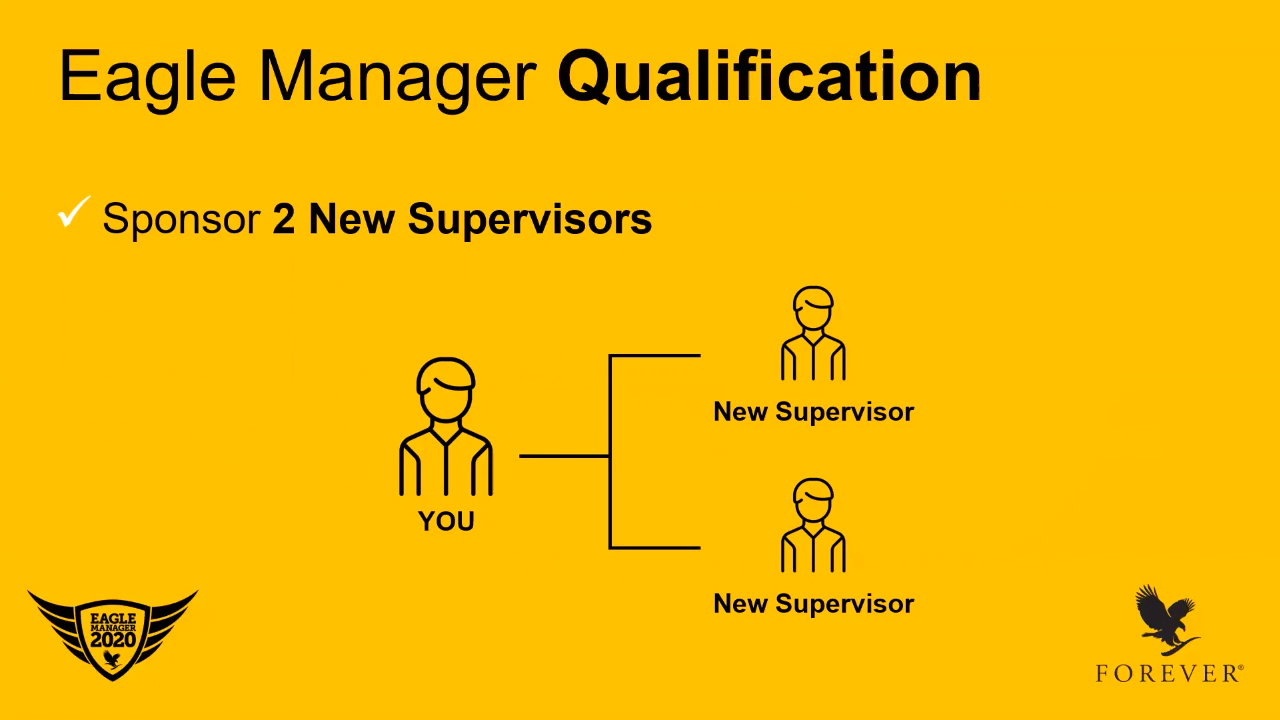 Eagle Manager Qualification
✓ Sponsor 2 New Supervisors
New Supervisor
YOU
New Supervisor
EAGLE
MANAGER
2020
FOREVER®